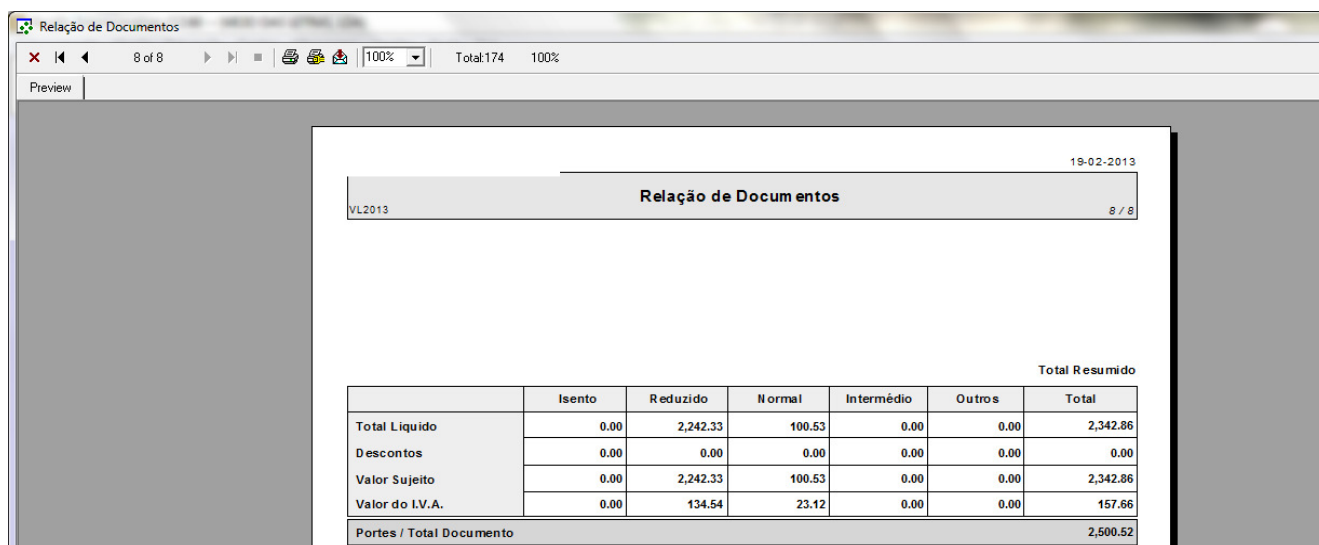 Relação de Documentos
8 of 8 100% Total:174 100%
Preview
19-02-2013
Relação de Documentos
VL2013 8 / 8
Total Resumido
Isento Reduzido Normal Intermédio Outros Total
Total Liquido 0.00 2,242.33 100.53 0.00 0.00 2,342.86
Descontos 0.00 0.00 0.00 0.00 0.00 0.00
Valor Sujeito 0.00 2,242.33 100.53 0.00 0.00 2,342.86
Valor do I.V.A. 0.00 134.54 23.12 0.00 0.00 157.66
Portes / Total Documento 2,500.52